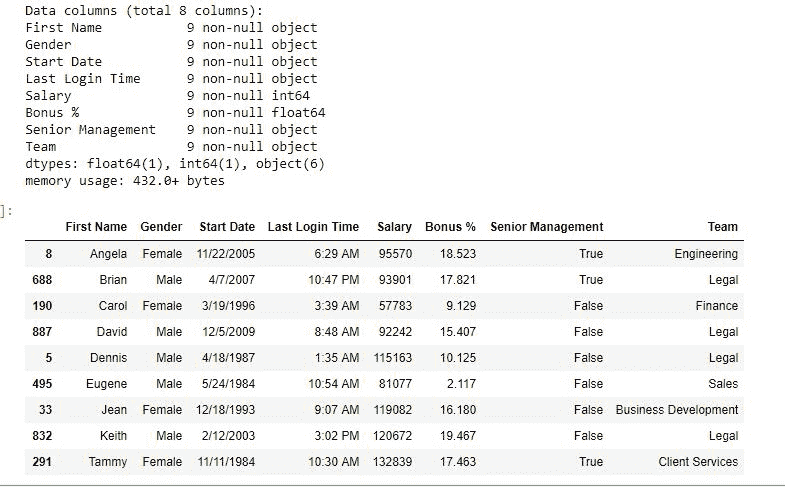 Data columns (total 8 columns):
First Name 9 non-null object
Gender 9 non-null object
Start Date 9 non-null object
Last Login Time 9 non-null object
Salary 9 non-null int64
Bonus % 9 non-null float64
Senior Management 9 non-null object
Team 9 non-null object
dtypes: float64(1), int64(1), object(6)
memory usage: 432.0+ bytes
]:
First Name Gender Start Date Last Login Time Salary Bonus % Senior Management Team
8 Angela Female 11/22/2005 6:29 AM 95570 18.523 True Engineering
688 Brian Male 4/7/2007 10:47 PM 93901 17.821 True Legal
190 Carol Female 3/19/1996 3:39 AM 57783 9.129 False Finance
887 David Male 12/5/2009 8:48 AM 92242 15.407 False Legal
5 Dennis Male 4/18/1987 1:35 AM 115163 10.125 False Legal
495 Eugene Male 5/24/1984 10:54 AM 81077 2.117 False Sales
33 Jean Female 12/18/1993 9:07 AM 119082 16.180 False Business Development
832 Keith Male 2/12/2003 3:02 PM 120672 19.467 False Legal
291 Tammy Female 11/11/1984 10:30 AM 132839 17.463 True Client Services